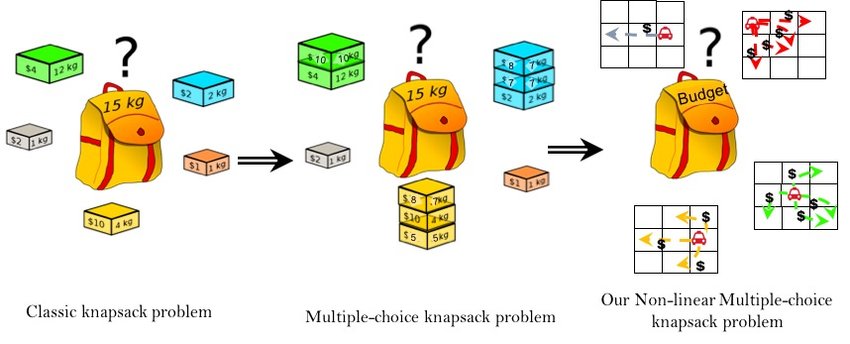 ?
15 kg
$4 12 kg
$2 2 kg
$2 1 kg
$1 1 kg
$10 4 kg
Classic knapsack problem
?
15 kg
$10 10kg
$4 12 kg
$8 7kg
$7 7kg
$2 2 kg
$2 1 kg
$1 1 kg
$8 7kg
$10 4 kg
$5 5kg
Multiple-choice knapsack problem
?
Budget
$
$
$
$
$
$
$
$
$
$
$
$
Our Non-linear Multiple-choice
knapsack problem